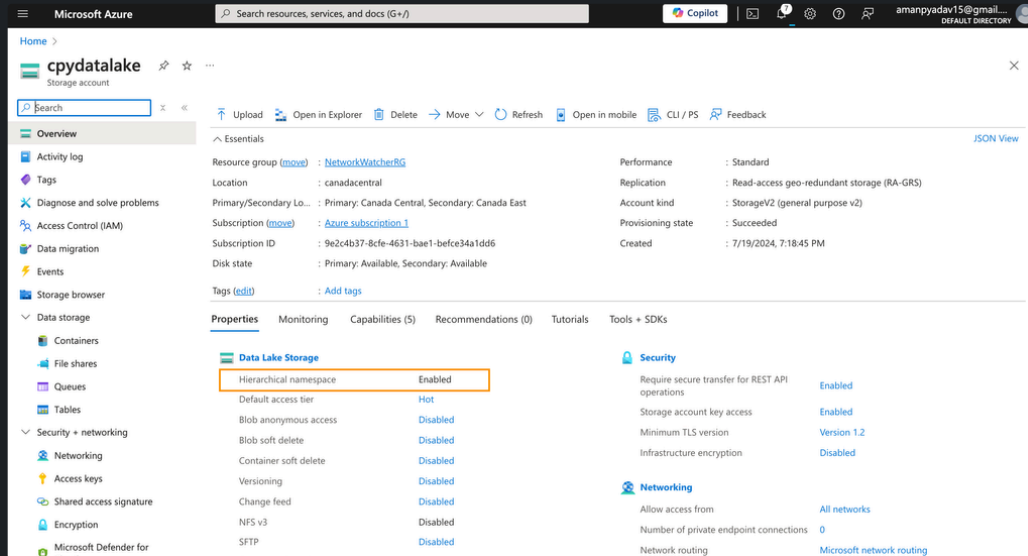 Microsoft Azure
Search resources, services, and docs (G+/)
Copilot
7
amanpyadav15@gmail....
DEFAULT DIRECTORY
Home >
cpydatalake
Storage account
Search
Overview
Activity log
Tags
Diagnose and solve problems
Access Control (IAM)
Data migration
Events
Storage browser
Data storage
Containers
File shares
Queues
Tables
Security + networking
Networking
Access keys
Shared access signature
Encryption
Microsoft Defender for
Upload Open in Explorer Delete Move Refresh Open in mobile CLI / PS Feedback
Essentials
JSON View
Resource group (move) : NetworkWatcherRG
Location : canadacentral
Primary/Secondary Lo... : Primary: Canada Central, Secondary: Canada East
Subscription (move) : Azure subscription 1
Subscription ID : 9e2c4b37-8cfe-4631-bae1-befce34a1dd6
Disk state : Primary: Available, Secondary: Available
Tags (edit) : Add tags
Performance : Standard
Replication : Read-access geo-redundant storage (RA-GRS)
Account kind : StorageV2 (general purpose v2)
Provisioning state : Succeeded
Created : 7/19/2024, 7:18:45 PM
Properties Monitoring Capabilities (5) Recommendations (0) Tutorials Tools + SDKs
Data Lake Storage
Hierarchical namespace Enabled
Default access tier Hot
Blob anonymous access Disabled
Blob soft delete Disabled
Container soft delete Disabled
Versioning Disabled
Change feed Disabled
NFS v3 Disabled
SFTP Disabled
Security
Require secure transfer for REST API
operations Enabled
Storage account key access Enabled
Minimum TLS version Version 1.2
Infrastructure encryption Disabled
Networking
Allow access from All networks
Number of private endpoint connections 0
Network routing Microsoft network routing